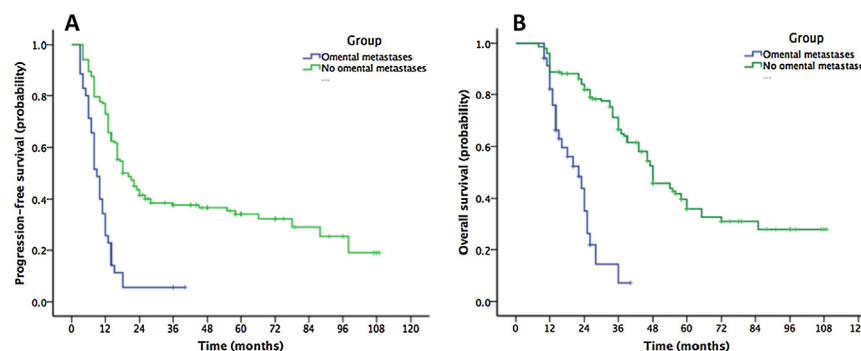 A
Group
Omental metastases
No omental metastases
...
Progression-free survival (probability)
1.0
0.8
0.6
0.4
0.2
0.0
0 12 24 36 48 60 72 84 96 108 120
Time (months)
B
Group
Omental metastases
No omental metastase
...
Overall survival (probability)
1.0
0.8
0.6
0.4
0.2
0.0
0 12 24 36 48 60 72 84 96 108 120
Time (months)